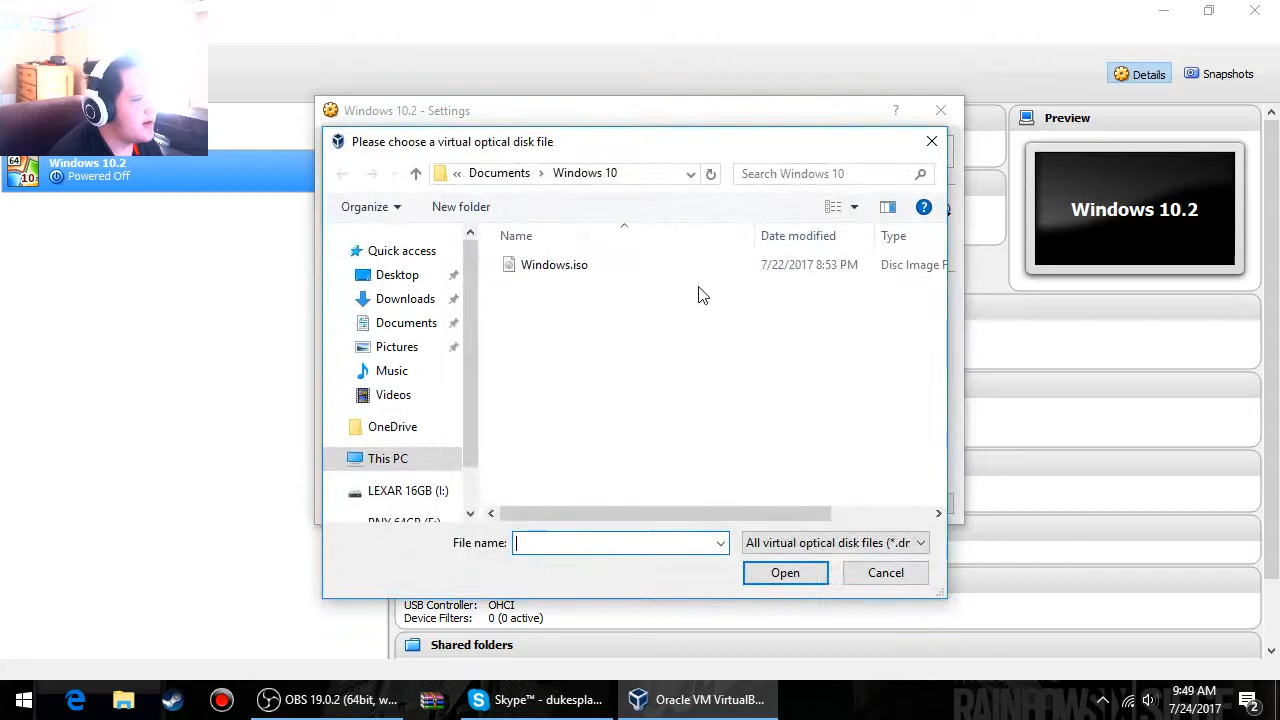 Details
Snapshots
Windows 10.2 - Settings
?
Preview
Please choose a virtual optical disk file
64
10
Windows 10.2
Powered Off
« Documents > Windows 10
Search Windows 10
Organize
New folder
?
Windows 10.2
Name
Date modified
Type
Quick access
Windows.iso
7/22/2017 8:53 PM
Disc Image F
Desktop
Downloads
Documents
Pictures
Music
Videos
OneDrive
This PC
LEXAR 16GB (I:)
File name:
All virtual optical disk files (*.dr
Open
Cancel
USB Controller: OHCI
Device Filters: 0 (0 active)
Shared folders
OBS 19.0.2 (64bit, w...
Skype™ - dukespla...
Oracle VM VirtualB...
RAINBOW
7/24/2017
2